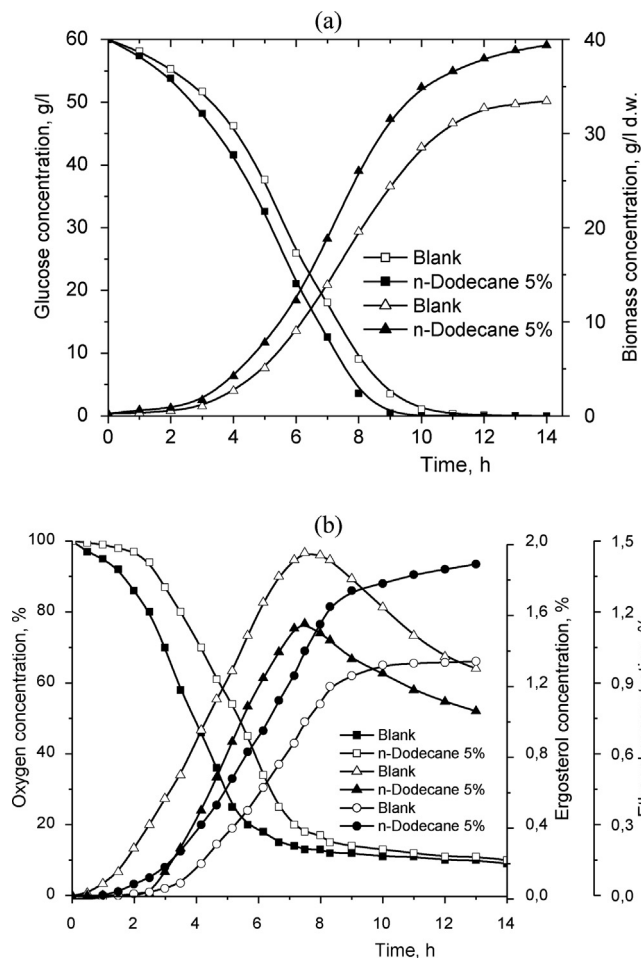 (a)
Glucose concentration, g/l
60
50
40
30
20
10
0
Blank
n-Dodecane 5%
Blank
n-Dodecane 5%
40
30
20
10
0
Biomass concentration, g/l d.w.
0 2 4 6 8 10 12 14
Time, h
(b)
Oxygen concentration, %
100
80
60
40
20
0
Blank
n-Dodecane 5%
Blank
n-Dodecane 5%
Blank
n-Dodecane 5%
2,0
1,6
1,2
0,8
0,4
0,0
Ergosterol concentration, %
1,5
1,2
0,9
0,6
0,3
0,0
0 2 4 6 8 10 12 14
Time, h